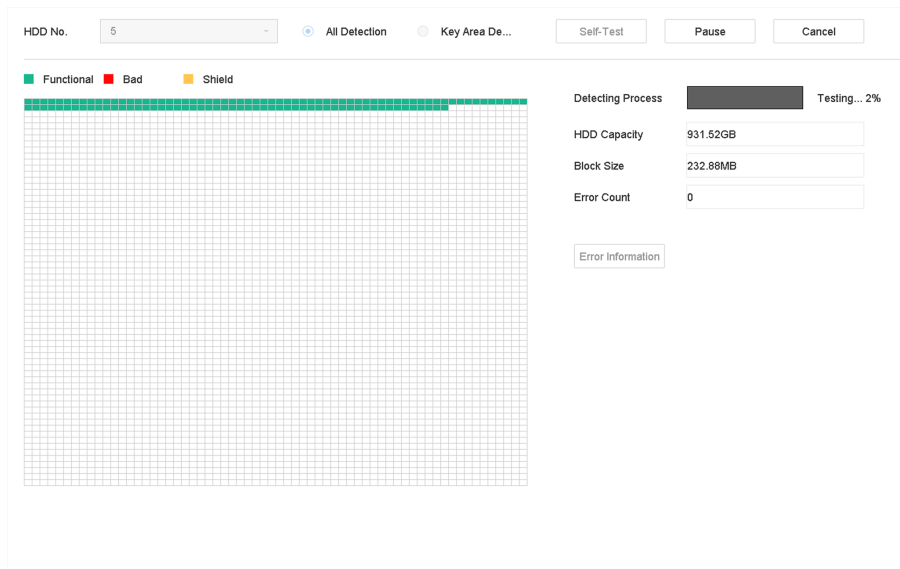 HDD No. 5 All Detection Key Area De... Self-Test Pause Cancel
Functional Bad Shield
Detecting Process Testing... 2%
HDD Capacity 931.52GB
Block Size 232.88MB
Error Count 0
Error Information